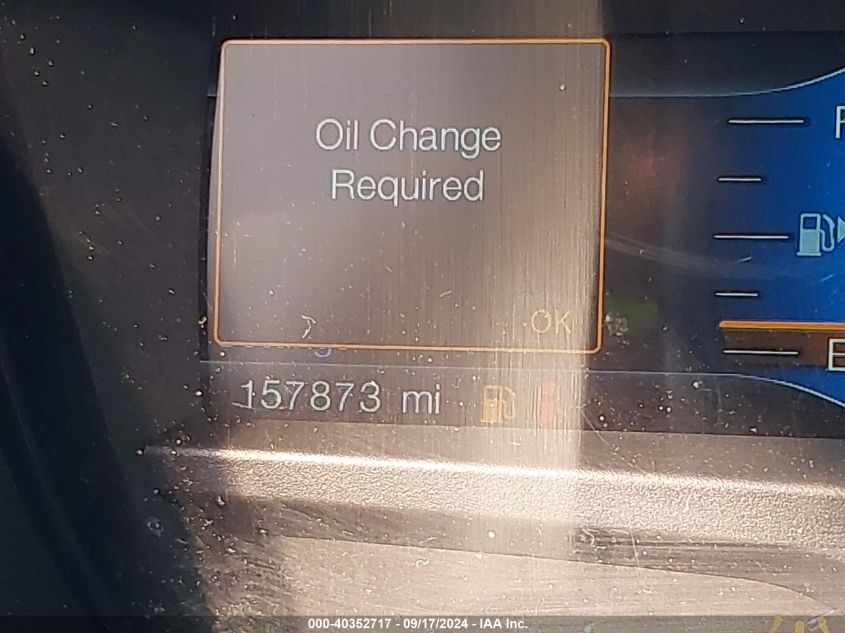 Oil Change
Required
OK
F
E
157873 mi
000-40352717 - 09/17/2024 - IAA Inc.